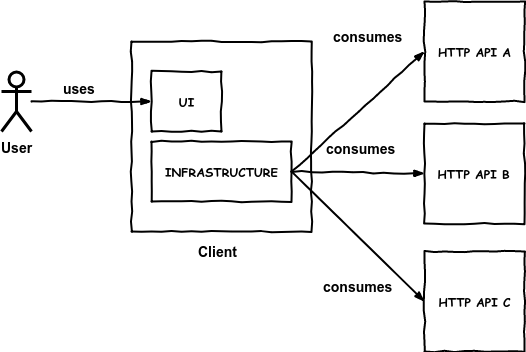 consumes
HTTP API A
uses
UI
User
consumes
INFRASTRUCTURE
HTTP API B
Client
consumes
HTTP API C